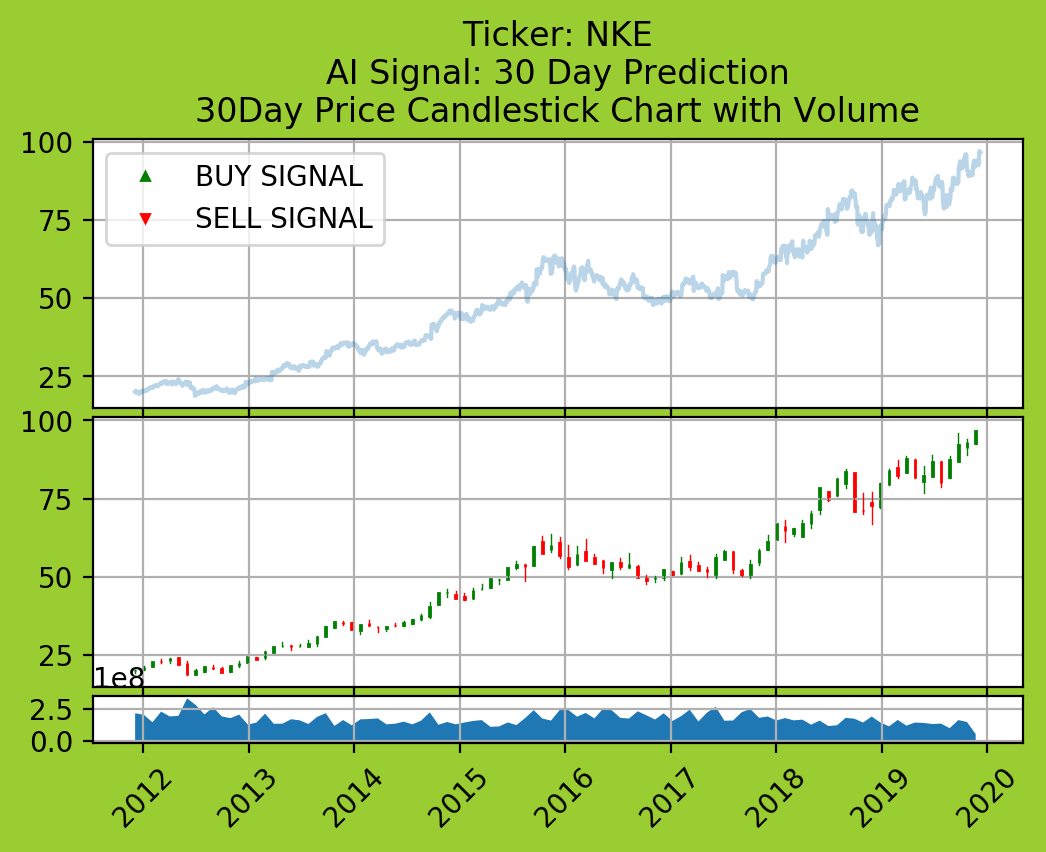 Ticker: NKE
AI Signal: 30 Day Prediction
30Day Price Candlestick Chart with Volume
100
BUY SIGNAL
75
SELL SIGNAL
50
25
100
75
50
25
1e8
2.5
0.0
2012 2013 2014 2015 2016 2017 2018 2019 2020